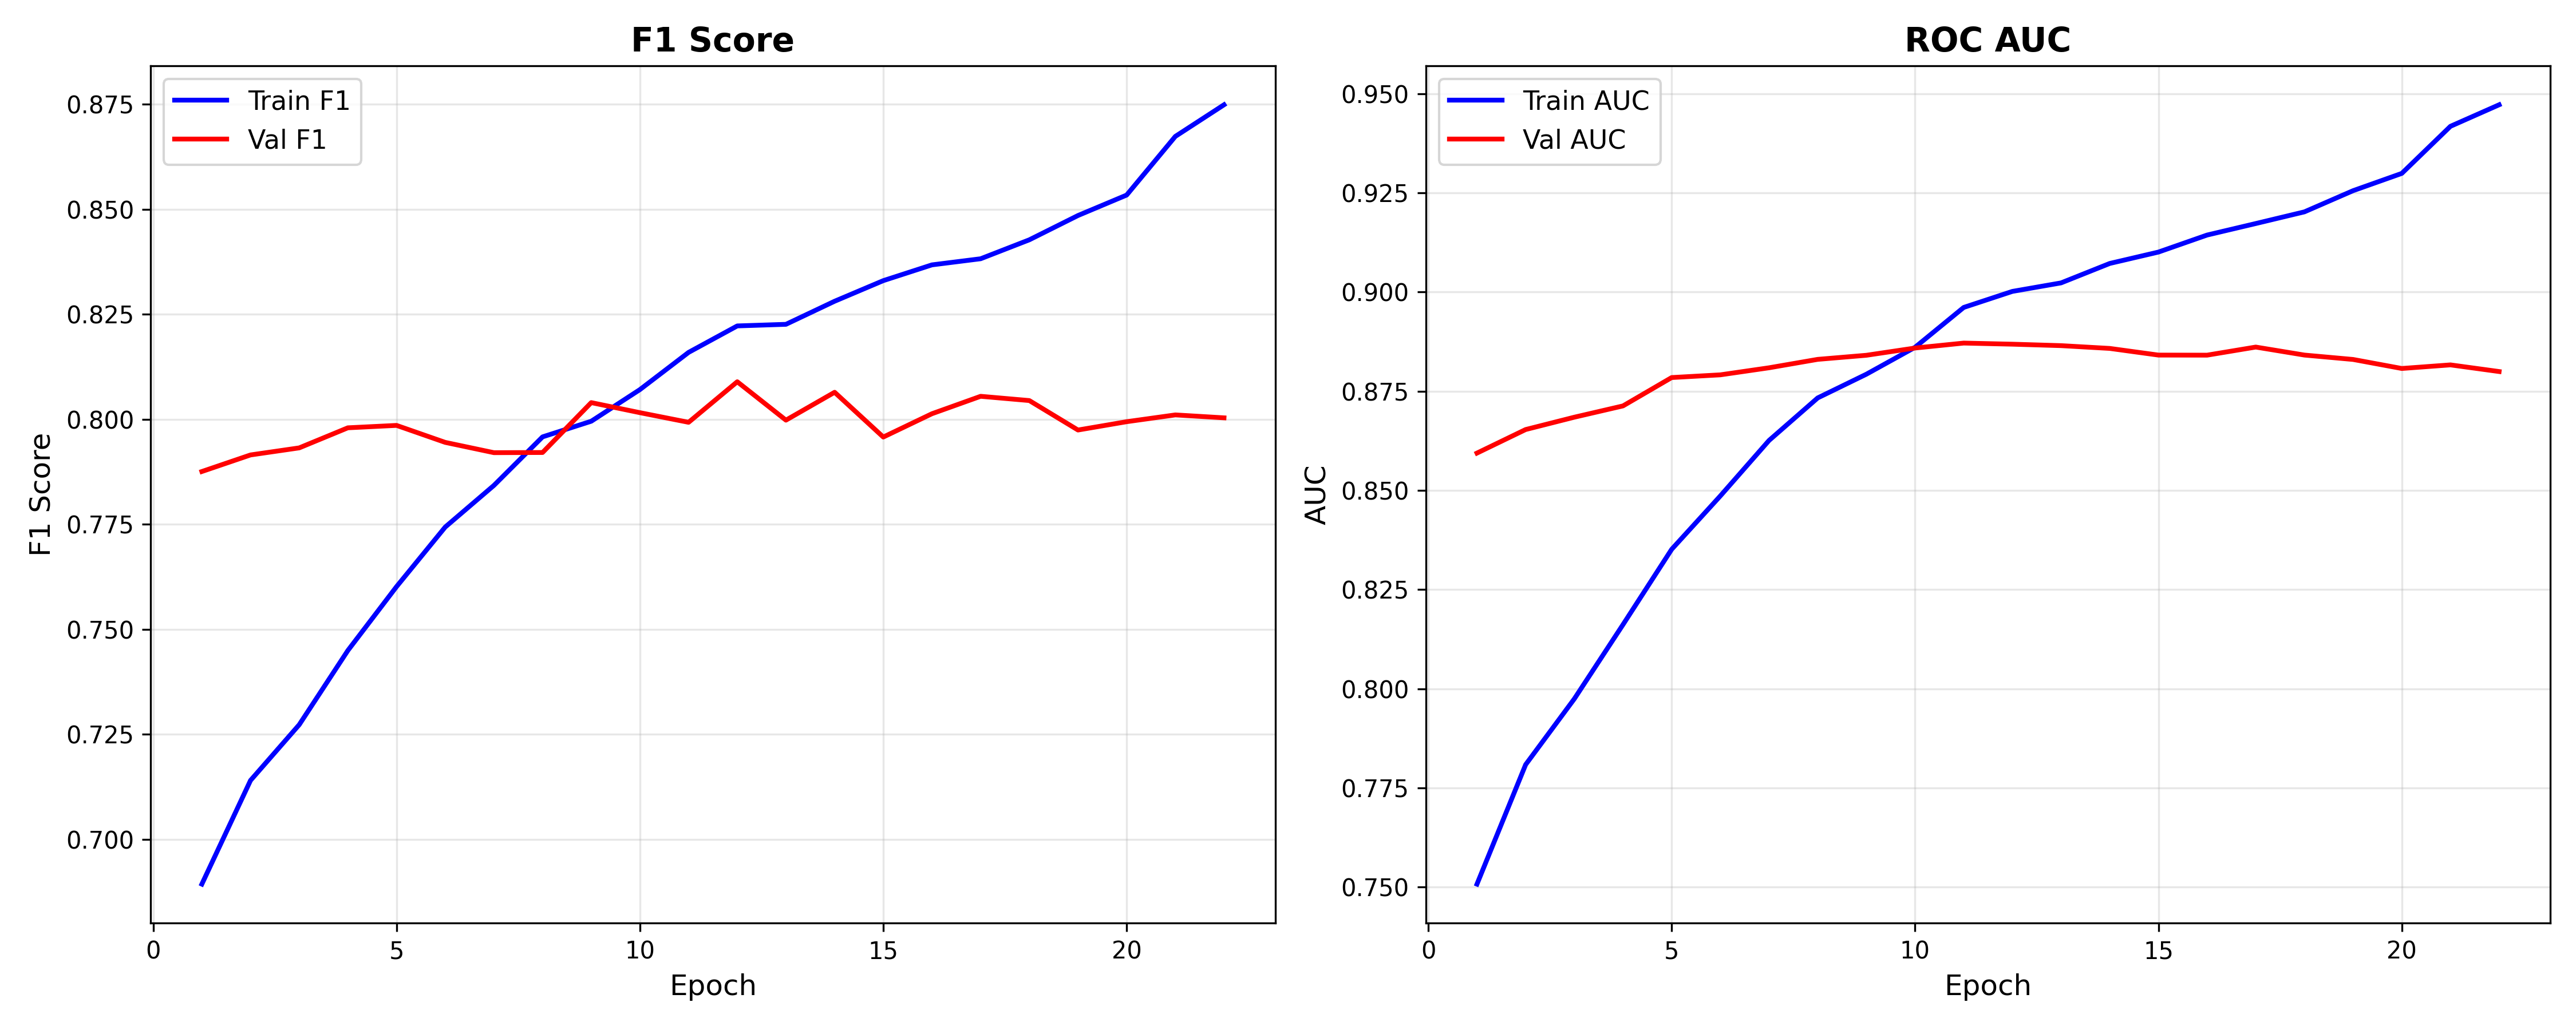 F1 Score
Train F1
Val F1
0.875
0.850
0.825
0.800
0.775
0.750
0.725
0.700
F1 Score
0 5 10 15 20
Epoch
ROC AUC
Train AUC
Val AUC
0.950
0.925
0.900
0.875
0.850
0.825
0.800
0.775
0.750
AUC
0 5 10 15 20
Epoch